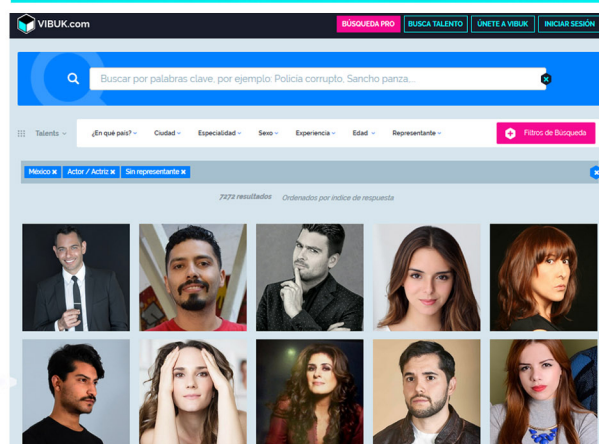 VIBUK.com
BÚSQUEDA PRO
BUSCA TALENTO
ÚNETE A VIBUK
INICIAR SESIÓN
Buscar por palabras clave, por ejemplo: Policia corrupto, Sancho panza....
Talents
¿En qué país?
Ciudad
Especialidad
Sexo
Experiencia
Edad
Representante
Filtros de Búsqueda
México x
Actor / Actriz x
Sin representante x
7272 resultados
Ordenados por indice de respuesta